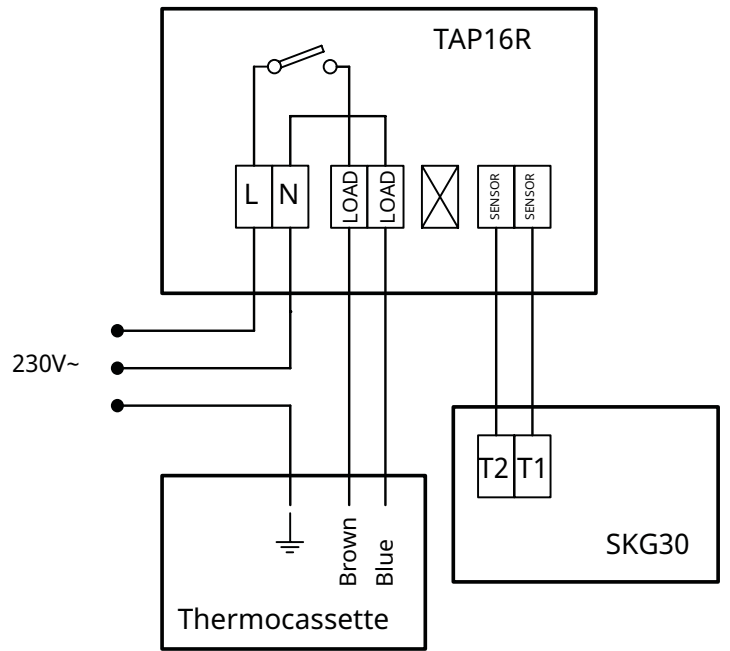 TAP16R
L N LOAD LOAD SENSOR SENSOR
230V~
T2 T1
SKG30
Brown
Blue
Thermocassette